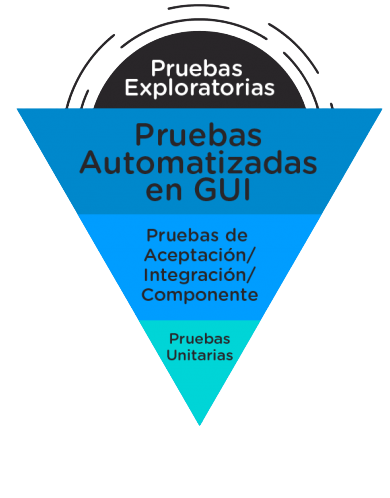 Pruebas
Exploratorias
Pruebas
Automatizadas
en GUI
Pruebas de
Aceptación/
Integración/
Componente
Pruebas
Unitarias